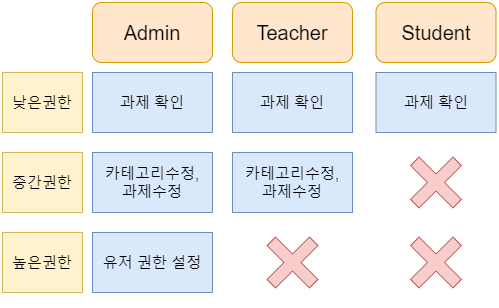 Admin
Teacher
Student
낮은권한
과제 확인
과제 확인
과제 확인
중간권한
카테고리수정,
과제수정
카테고리수정,
과제수정
높은권한
유저 권한 설정